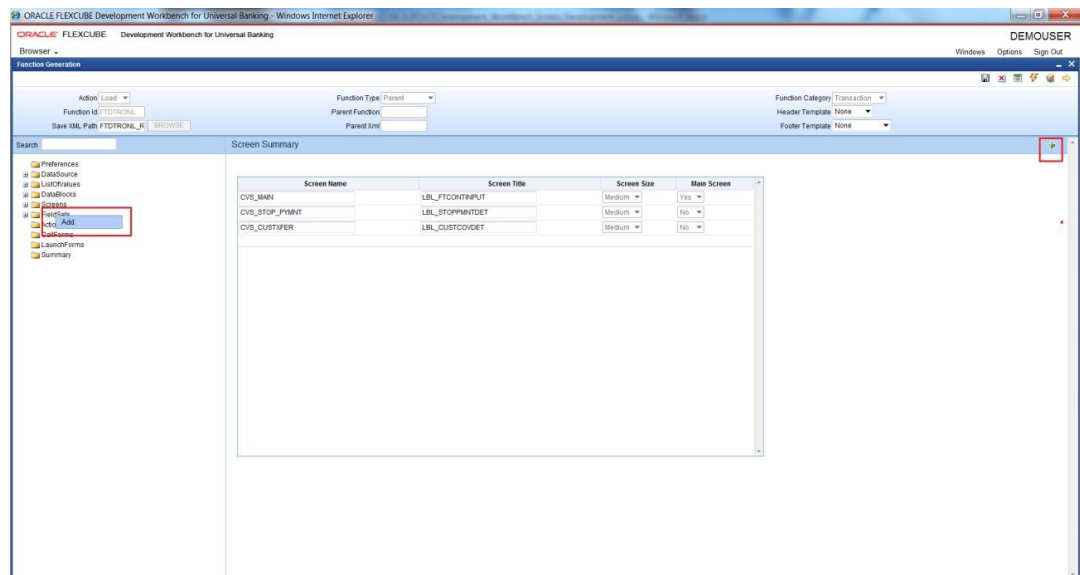 ORACLE FLEXCUBE Development Workbench for Universal Banking - Windows Internet Explorer
ORACLE FLEXCUBE Development Workbench for Universal Banking DEMOUSER
Browser Windows Options Sign Out
Function Generation
Action Load Function Type Parent Function Category Transaction
Function Id FTDTRONL Parent Function Header Template None
Save XML Path FTDTRONL_R BROWSE Parent Xml Footer Template None
Search Screen Summary
Preferences
DataSource
ListOfValues
DataBlocks
Screens
FieldSets
Actio
Add
CallForms
LaunchForms
Summary
Screen Name Screen Title Screen Size Main Screen
CVS_MAIN LBL_FTCONTINPUT Medium Yes
CVS_STOP_PYMNT LBL_STOPPMNTDET Medium No
CVS_CUSTXFER LBL_CUSTCOVDET Medium No